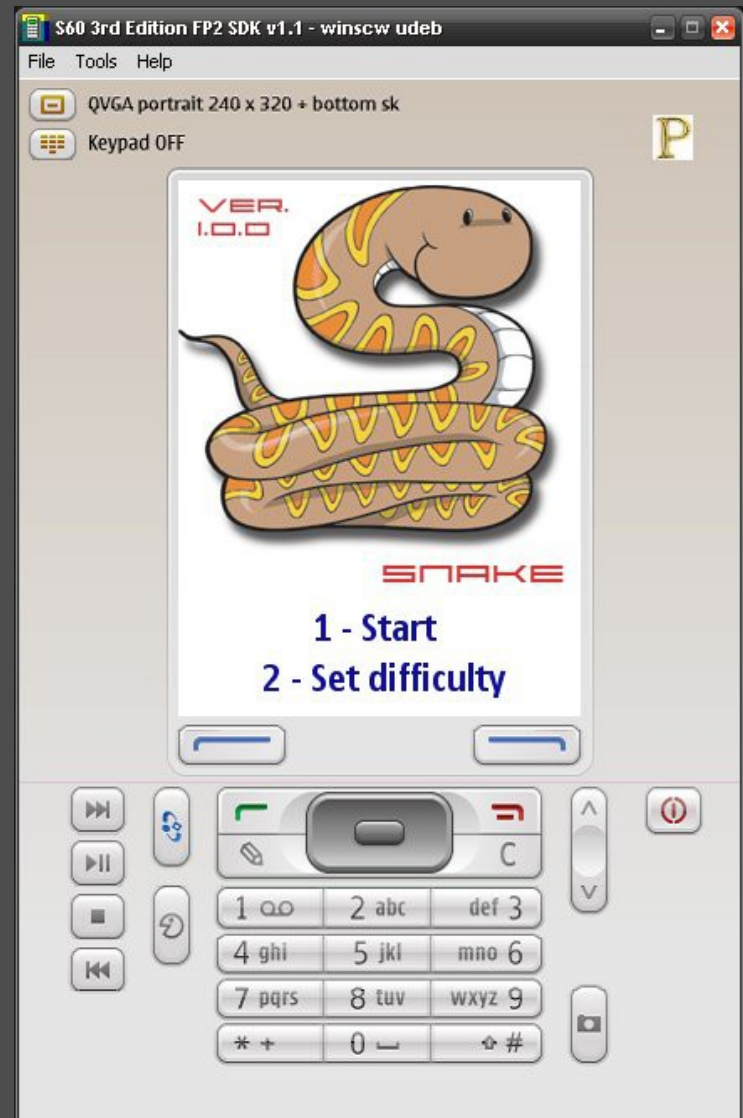 S60 3rd Edition FP2 SDK v1.1 - winscw udeb
File Tools Help
QVGA portrait 240 x 320 + bottom sk
Keypad OFF
P
VER.
1.0.0
SNAKE
1 - Start
2 - Set difficulty
C
1 2 abc def 3
4 ghi 5 jkl mno 6
7 pqrs 8 tuv wxyz 9
* + 0 #